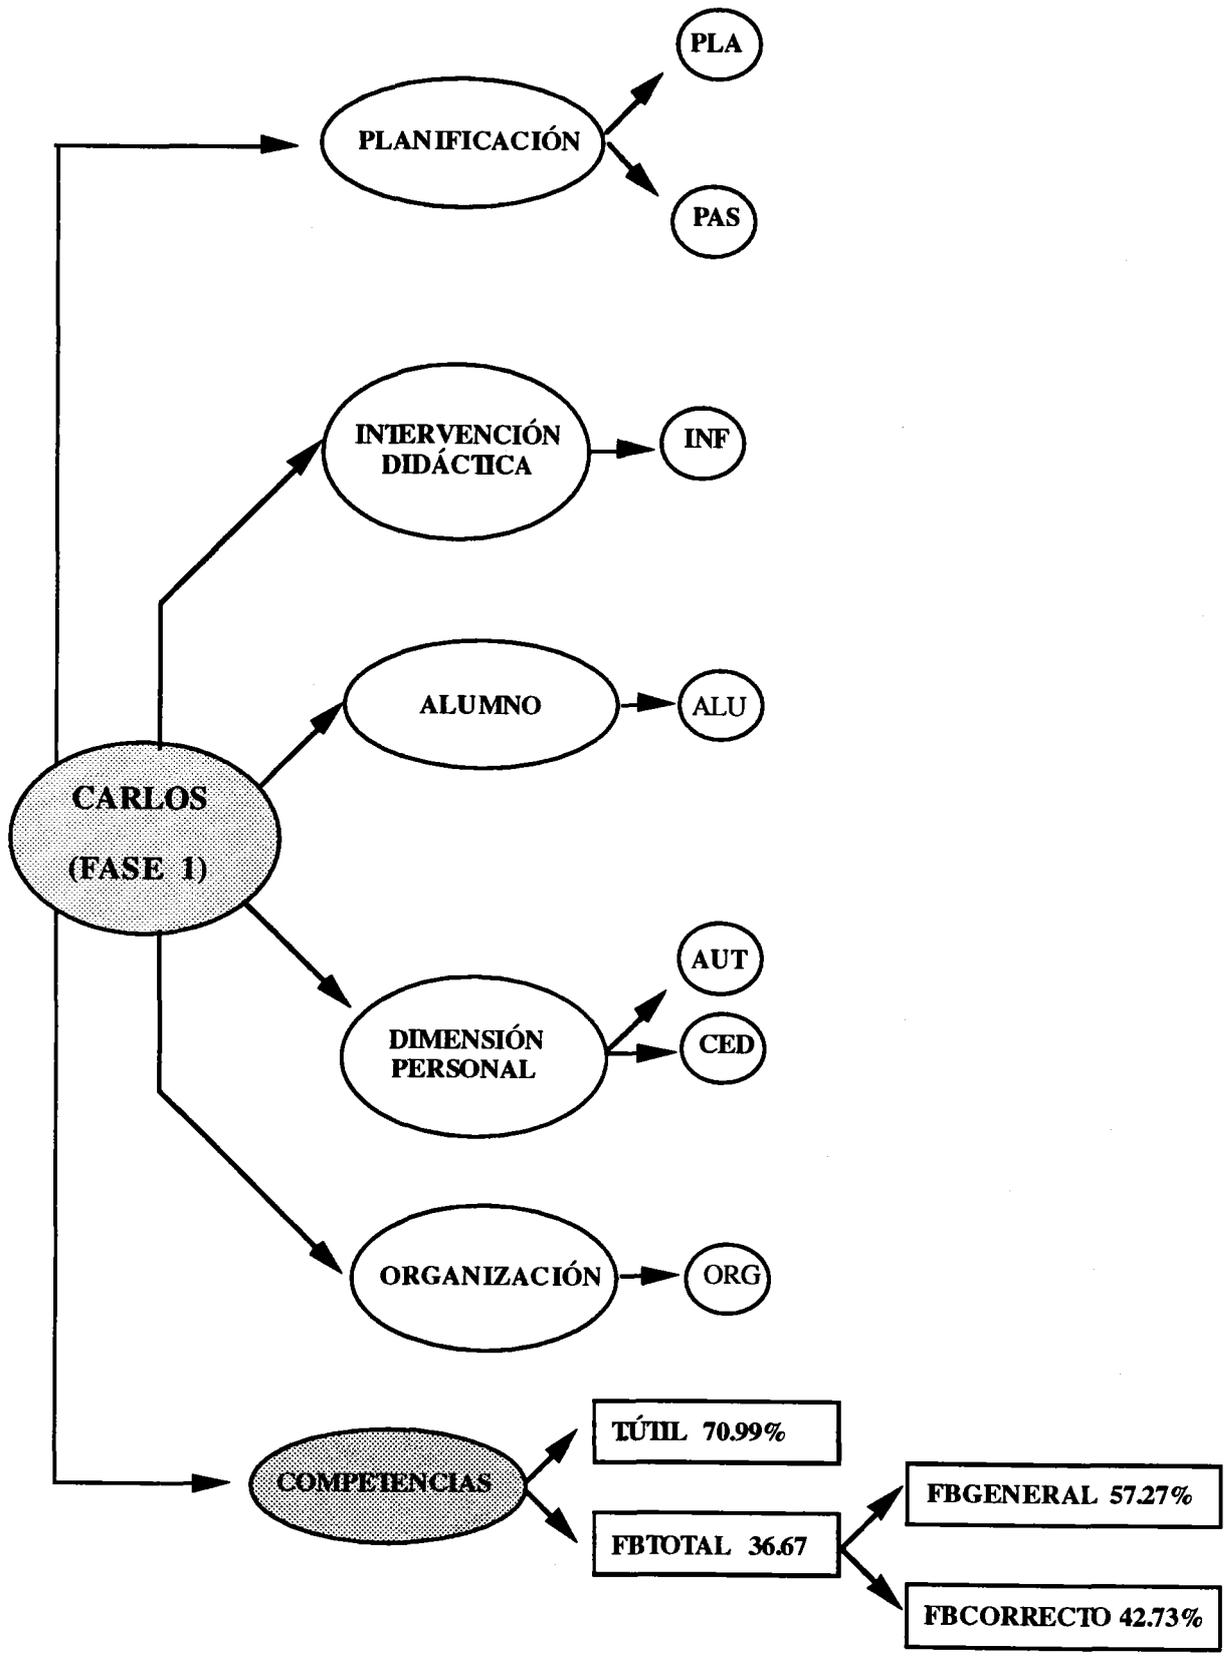 PLA
PLANIFICACIÓN
PAS
INTERVENCIÓN
DIDÁCTICA
INF
ALUMNO
ALU
CARLOS
(FASE 1)
AUT
DIMENSIÓN
PERSONAL
CED
ORGANIZACIÓN
ORG
COMPETENCIAS
T.ÚTIL 70.99%
FBTOTAL 36.67
FBGENERAL 57.27%
FBCORRECTO 42.73%